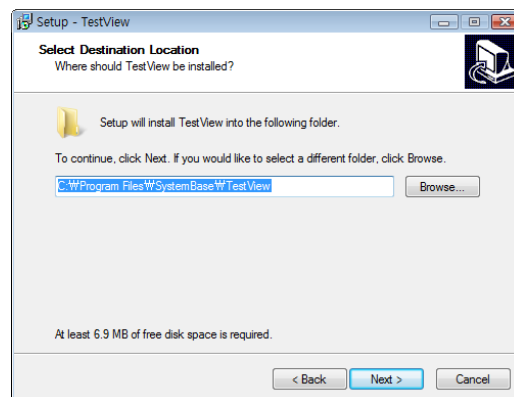 Setup - TestView
Select Destination Location
Where should TestView be installed?
Setup will install TestView into the following folder.
To continue, click Next. If you would like to select a different folder, click Browse.
C:₩Program Files₩SystemBase₩TestView
Browse...
At least 6.9 MB of free disk space is required.
< Back
Next >
Cancel